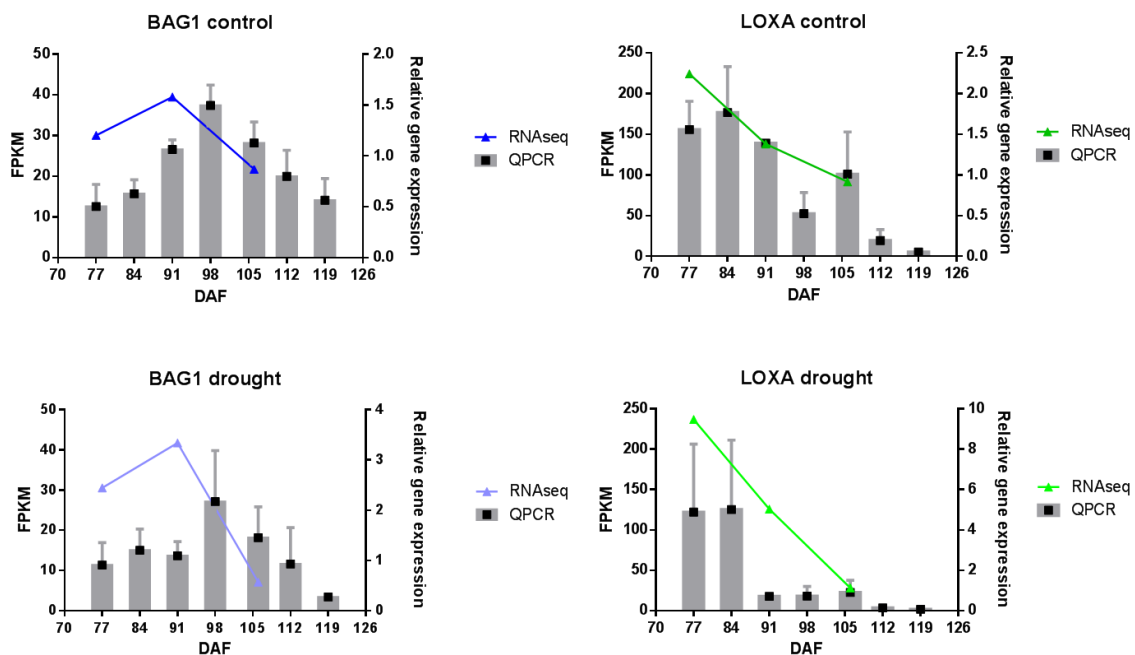 BAG1 control
50
40
30
20
10
0
FPKM
2.0
1.5
1.0
0.5
0.0
Relative gene expression
70 77 84 91 98 105 112 119 126
DAF
RNAseq
QPCR
LOXA control
250
200
150
100
50
0
FPKM
2.5
2.0
1.5
1.0
0.5
0.0
Relative gene expression
70 77 84 91 98 105 112 119 126
DAF
RNAseq
QPCR
BAG1 drought
50
40
30
20
10
0
FPKM
4
3
2
1
0
Relative gene expression
70 77 84 91 98 105 112 119 126
DAF
RNAseq
QPCR
LOXA drought
250
200
150
100
50
0
FPKM
10
8
6
4
2
0
Relative gene expression
70 77 84 91 98 105 112 119 126
DAF
RNAseq
QPCR